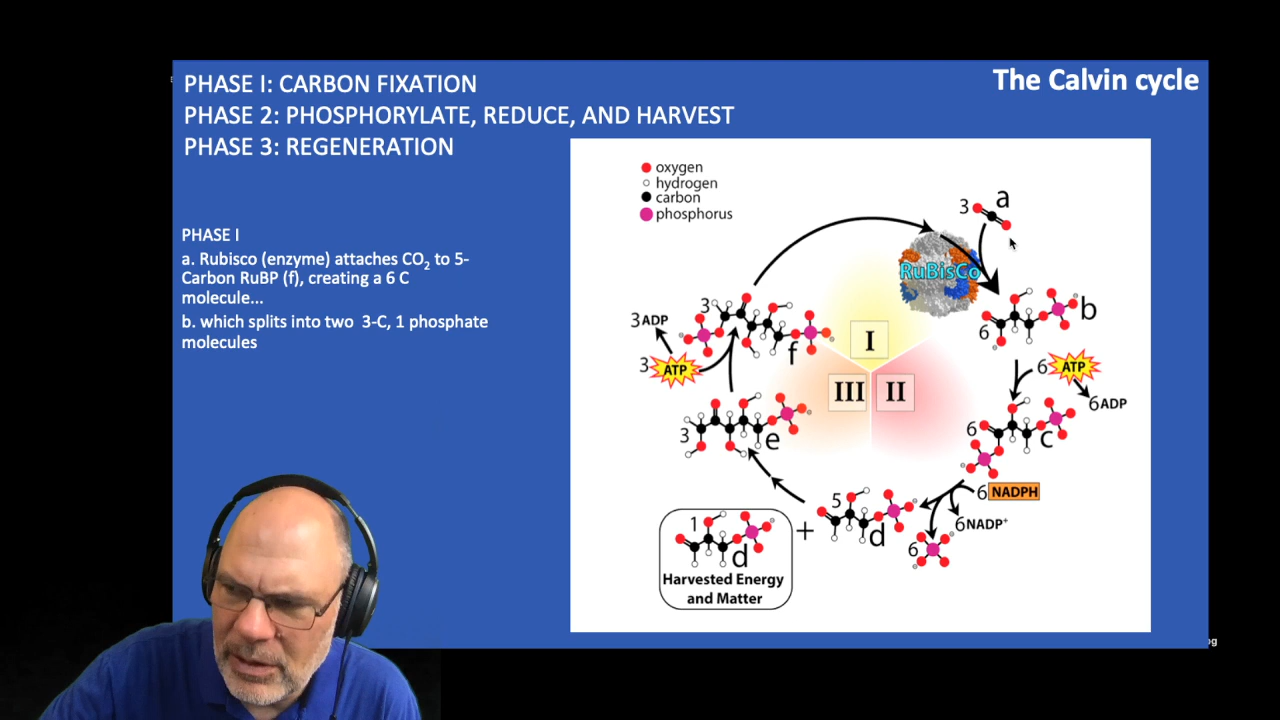 PHASE I: CARBON FIXATION
PHASE 2: PHOSPHORYLATE, REDUCE, AND HARVEST
PHASE 3: REGENERATION
The Calvin cycle
PHASE I
a. Rubisco (enzyme) attaches CO₂ to 5-
Carbon RuBP (f), creating a 6 C
molecule...
b. which splits into two 3-C, 1 phosphate
molecules
oxygen
hydrogen
carbon
phosphorus
3 a
RuBisCo
6 b
6 ATP
6 ADP
6 c
6 NADPH
6 NADP⁺
6
5 d
+
1 d
Harvested Energy
and Matter
3 e
3 ATP
3 ADP
3 f
I
III
II